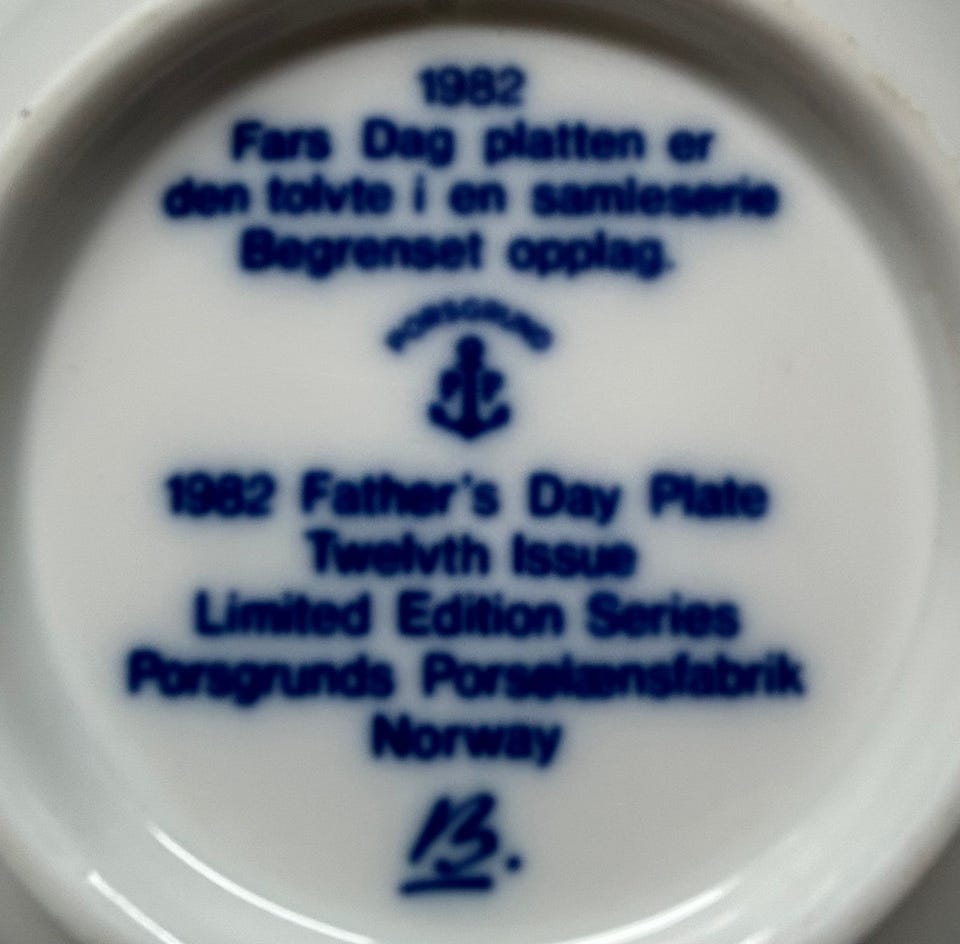 1982
Fars Dag platten er
den tolvte i en samleserie
Begrenset opplag.
PORSGRUND
P P
1982 Father's Day Plate
Twelvth Issue
Limited Edition Series
Porsgrunds Porselænsfabrik
Norway
B.